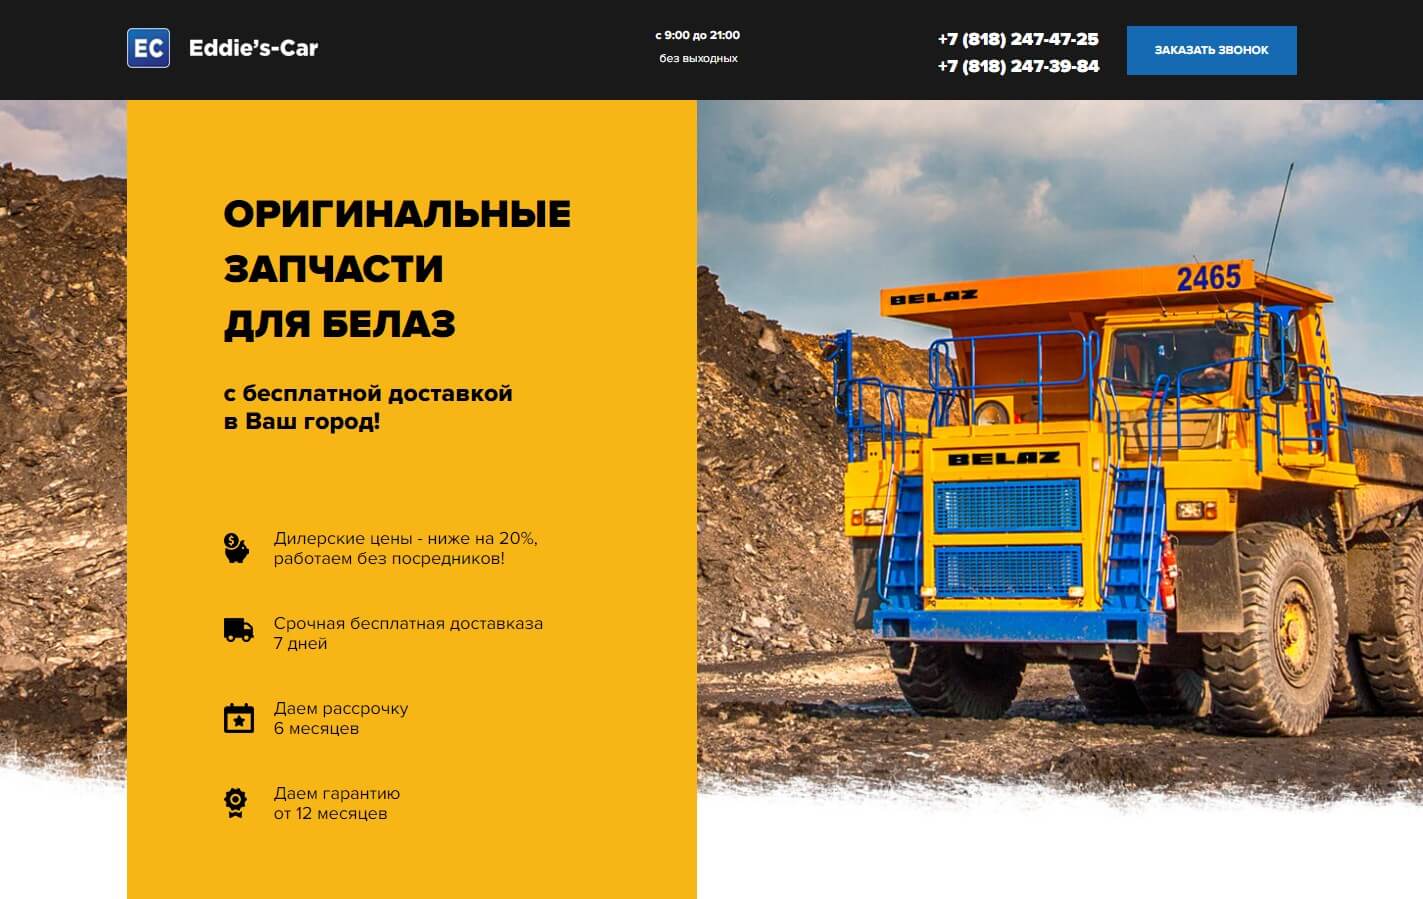 EC
Eddie's-Car
с 9:00 до 21:00
без выходных
+7 (818) 247-47-25
+7 (818) 247-39-84
ЗАКАЗАТЬ ЗВОНОК
ОРИГИНАЛЬНЫЕ
ЗАПЧАСТИ
ДЛЯ БЕЛАЗ
с бесплатной доставкой
в Ваш город!
Дилерские цены - ниже на 20%,
работаем без посредников!
Срочная бесплатная доставказа
7 дней
Даем рассрочку
6 месяцев
Даем гарантию
от 12 месяцев
BELAZ
2465
2465
BELAZ